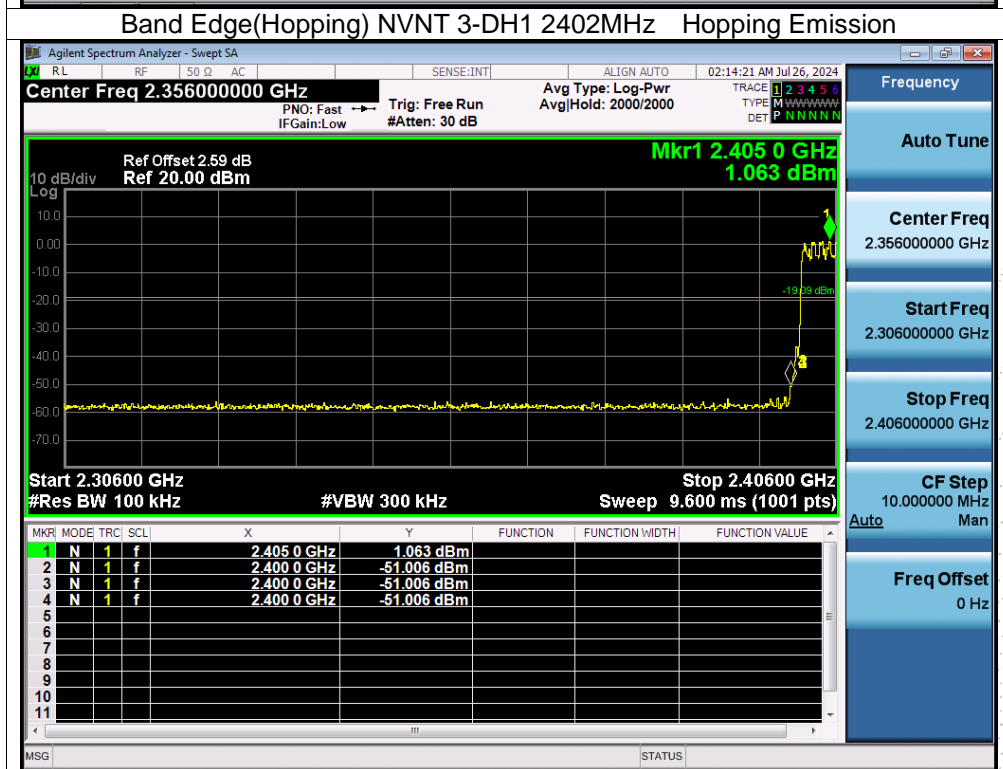 Band Edge(Hopping) NVNT 3-DH1 2402MHz Hopping Emission
Agilent Spectrum Analyzer - Swept SA
LXI RL RF 50 Ω AC SENSE:INT ALIGN AUTO 02:14:21 AM Jul 26, 2024
Center Freq 2.356000000 GHz
PNO: Fast
IFGain:Low
Trig: Free Run
#Atten: 30 dB
Avg Type: Log-Pwr
Avg|Hold: 2000/2000
TRACE 1 2 3 4 5 6
TYPE M WWWWW
DET P N N N N N
Ref Offset 2.59 dB
10 dB/div Ref 20.00 dBm
Log
Mkr1 2.405 0 GHz
1.063 dBm
10.0
0.00
-10.0
-20.0
-30.0
-40.0
-50.0
-60.0
-70.0
1
-19.09 dBm
Start 2.30600 GHz Stop 2.40600 GHz
#Res BW 100 kHz #VBW 300 kHz Sweep 9.600 ms (1001 pts)
MKR MODE TRC SCL X Y FUNCTION FUNCTION WIDTH FUNCTION VALUE
1 N 1 f 2.405 0 GHz 1.063 dBm
2 N 1 f 2.400 0 GHz -51.006 dBm
3 N 1 f 2.400 0 GHz -51.006 dBm
4 N 1 f 2.400 0 GHz -51.006 dBm
5
6
7
8
9
10
11
MSG STATUS
Frequency
Auto Tune
Center Freq
2.356000000 GHz
Start Freq
2.306000000 GHz
Stop Freq
2.406000000 GHz
CF Step
10.000000 MHz
Auto Man
Freq Offset
0 Hz